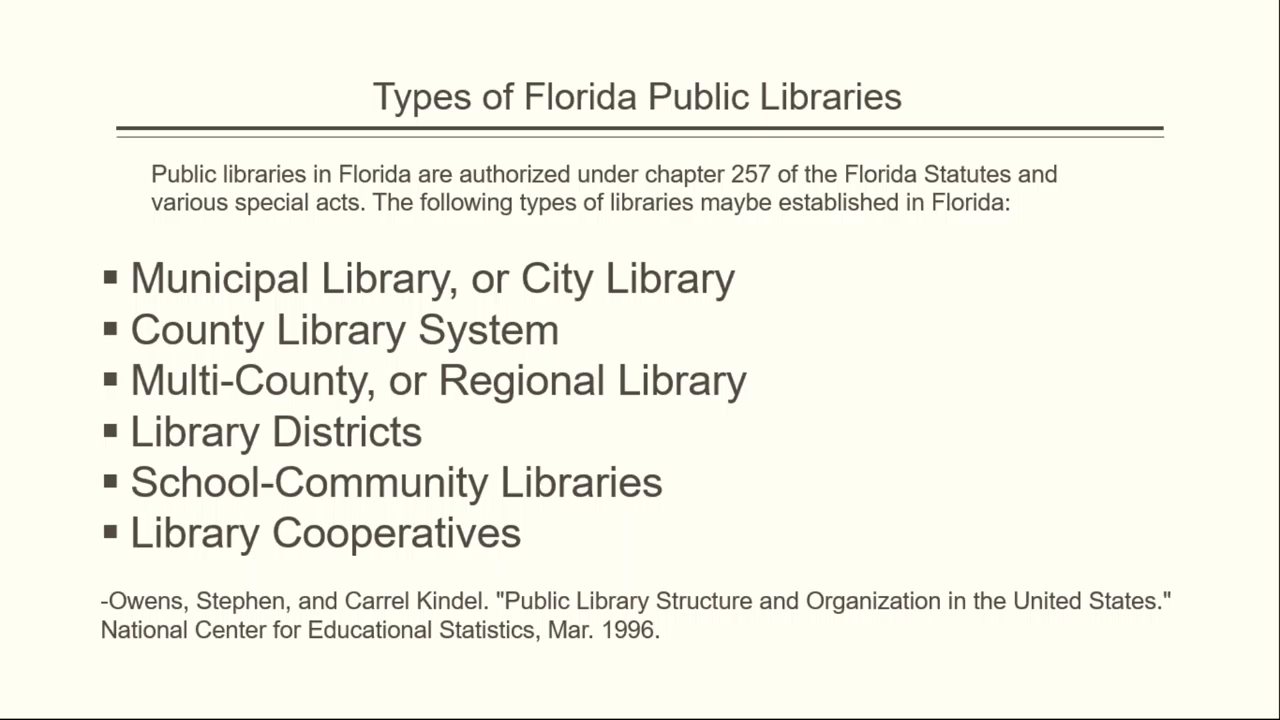 Types of Florida Public Libraries
Public libraries in Florida are authorized under chapter 257 of the Florida Statutes and
various special acts. The following types of libraries maybe established in Florida:
▪ Municipal Library, or City Library
▪ County Library System
▪ Multi-County, or Regional Library
▪ Library Districts
▪ School-Community Libraries
▪ Library Cooperatives
-Owens, Stephen, and Carrel Kindel. "Public Library Structure and Organization in the United States."
National Center for Educational Statistics, Mar. 1996.